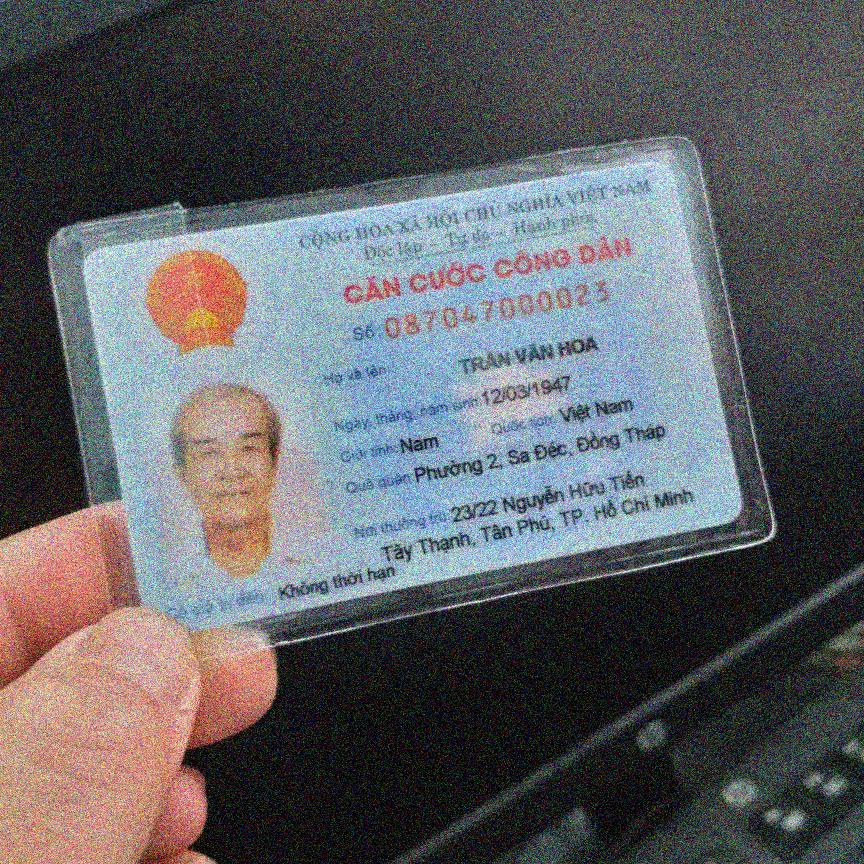 CỘNG HÒA XÃ HỘI CHỦ NGHĨA VIỆT NAM
Độc lập - Tự do - Hạnh phúc
CĂN CƯỚC CÔNG DÂN
Số: 087047000023
Họ và tên:
TRẦN VĂN HOA
Ngày, tháng, năm sinh: 12/03/1947
Giới tính: Nam Quốc tịch: Việt Nam
Quê quán: Phường 2, Sa Đéc, Đồng Tháp
Nơi thường trú: 23/22 Nguyễn Hữu Tiến
Tây Thạnh, Tân Phú, TP. Hồ Chí Minh
Có giá trị đến: Không thời hạn